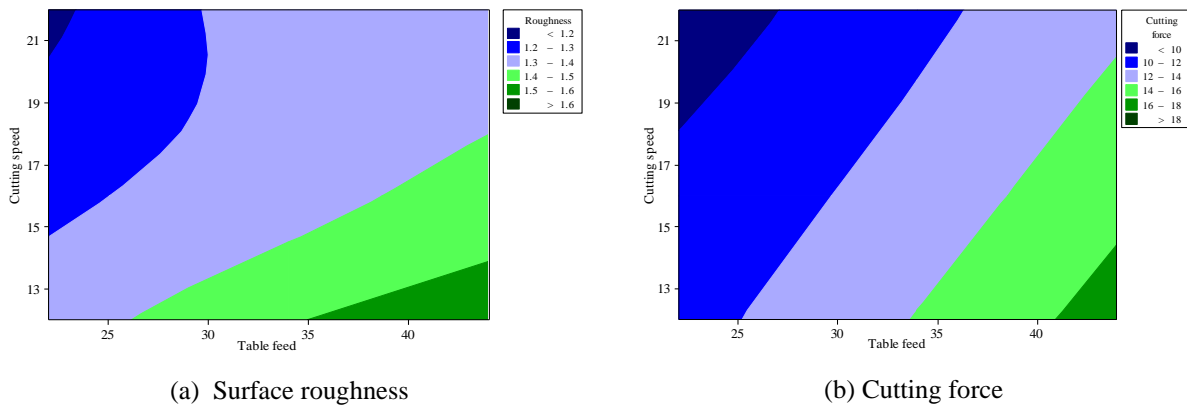 Roughness
< 1.2
1.2 – 1.3
1.3 – 1.4
1.4 – 1.5
1.5 – 1.6
> 1.6
21
19
17
15
13
Cutting speed
25
30
35
40
Table feed
(a) Surface roughness
Cutting
force
< 10
10 – 12
12 – 14
14 – 16
16 – 18
> 18
21
19
17
15
13
Cutting speed
25
30
35
40
Table feed
(b) Cutting force